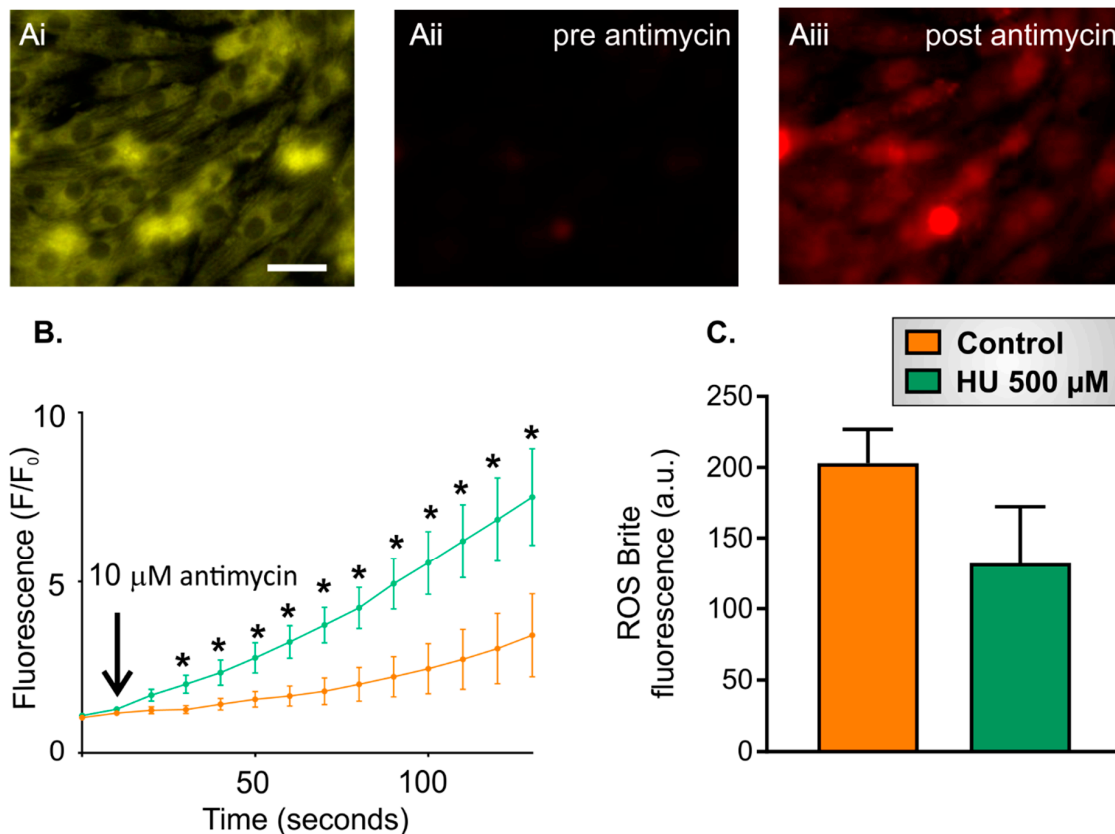 Ai
Aii
pre antimycin
Aiii
post antimycin
B.
C.
Control
HU 500 µM
10
5
0
Fluorescence (F/F₀)
10 µM antimycin
* * * * * * * * * * *
50
100
Time (seconds)
250
200
150
100
50
0
ROS Brite
fluorescence (a.u.)